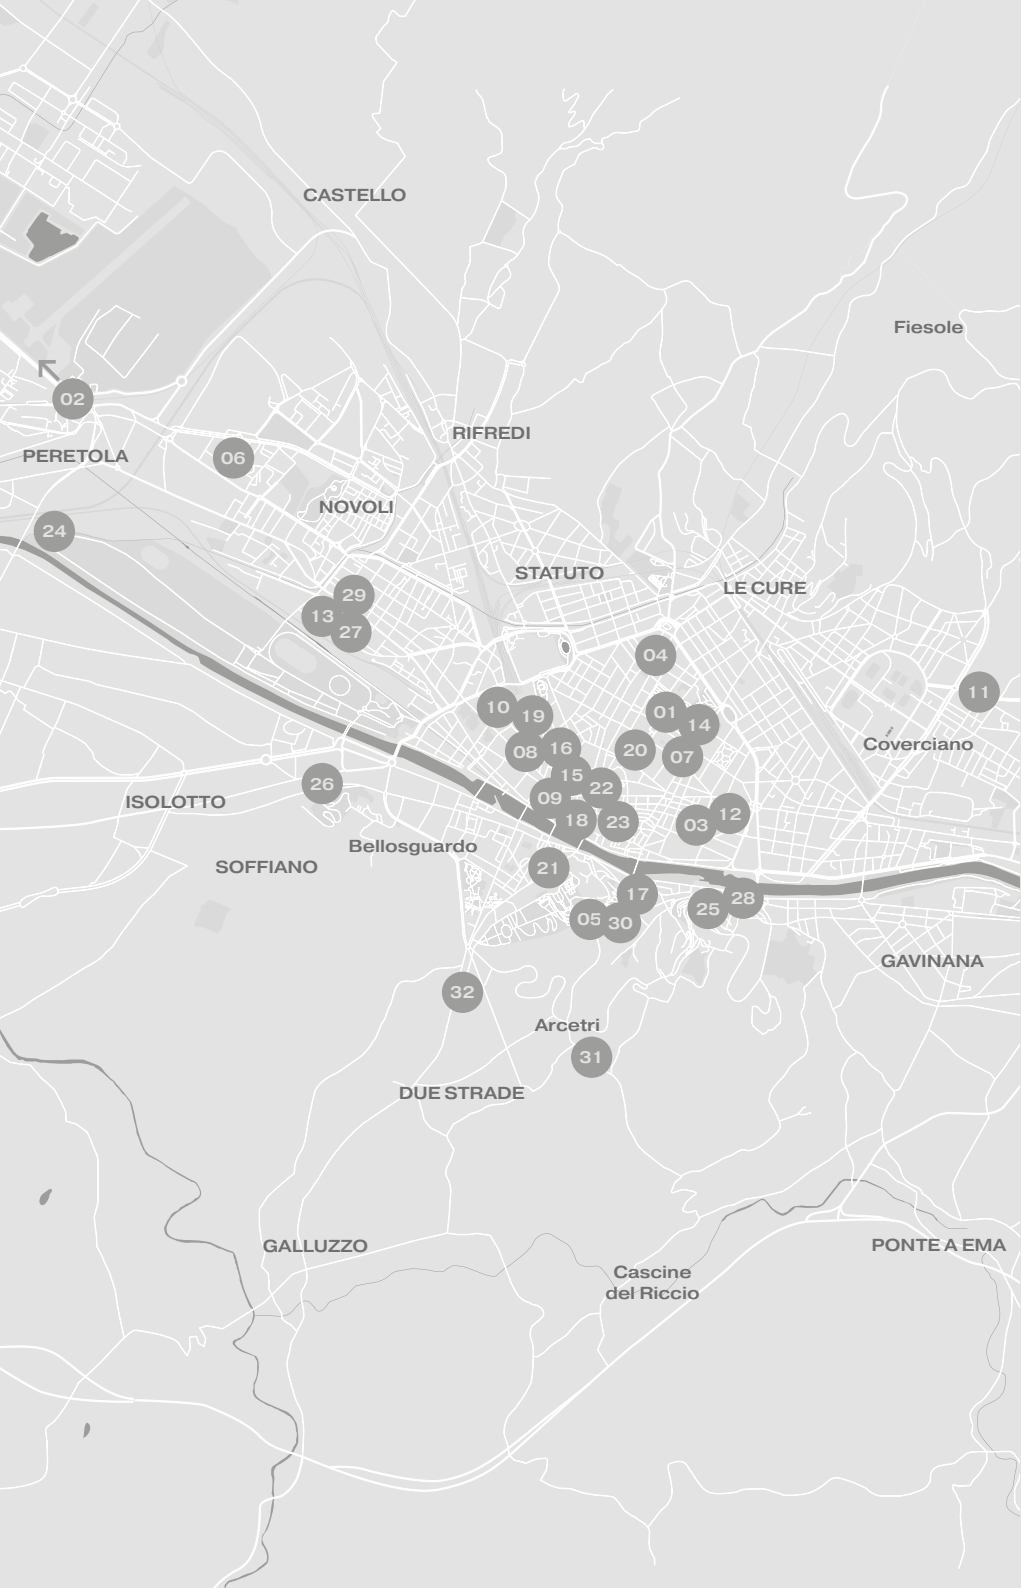 CASTELLO
Fiesole
02
RIFREDI
PERETOLA
06
NOVOLI
24
STATUTO
LE CURE
29
13
27
04
11
10
19
01
14
Coverciano
08
16
20
07
15
26
22
09
ISOLOTTO
12
18
23
03
Bellosguardo
SOFFIANO
21
17
28
25
05
30
GAVINANA
32
Arcetri
31
DUE STRADE
GALLUZZO
PONTE A EMA
Cascine
del Riccio